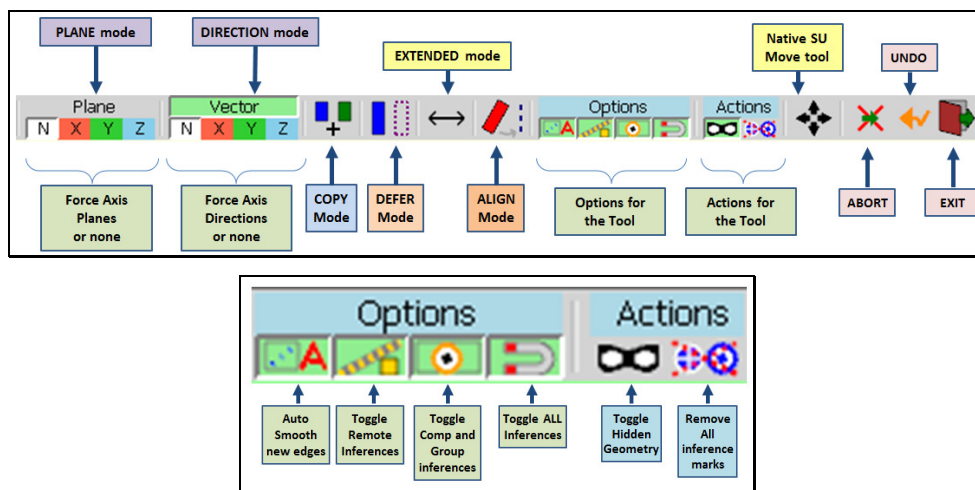 PLANE mode
DIRECTION mode
EXTENDED mode
Native SU
Move tool
UNDO
Plane
Vector
Options
Actions
N X Y Z
N X Y Z
A
Force Axis
Planes
or none
Force Axis
Directions
or none
COPY
Mode
DEFER
Mode
ALIGN
Mode
Options for
the Tool
Actions for
the Tool
ABORT
EXIT
Options
Actions
A
Auto
Smooth
new edges
Toggle
Remote
Inferences
Toggle
Comp and
Group
inferences
Toggle ALL
Inferences
Toggle
Hidden
Geometry
Remove
All
inference
marks